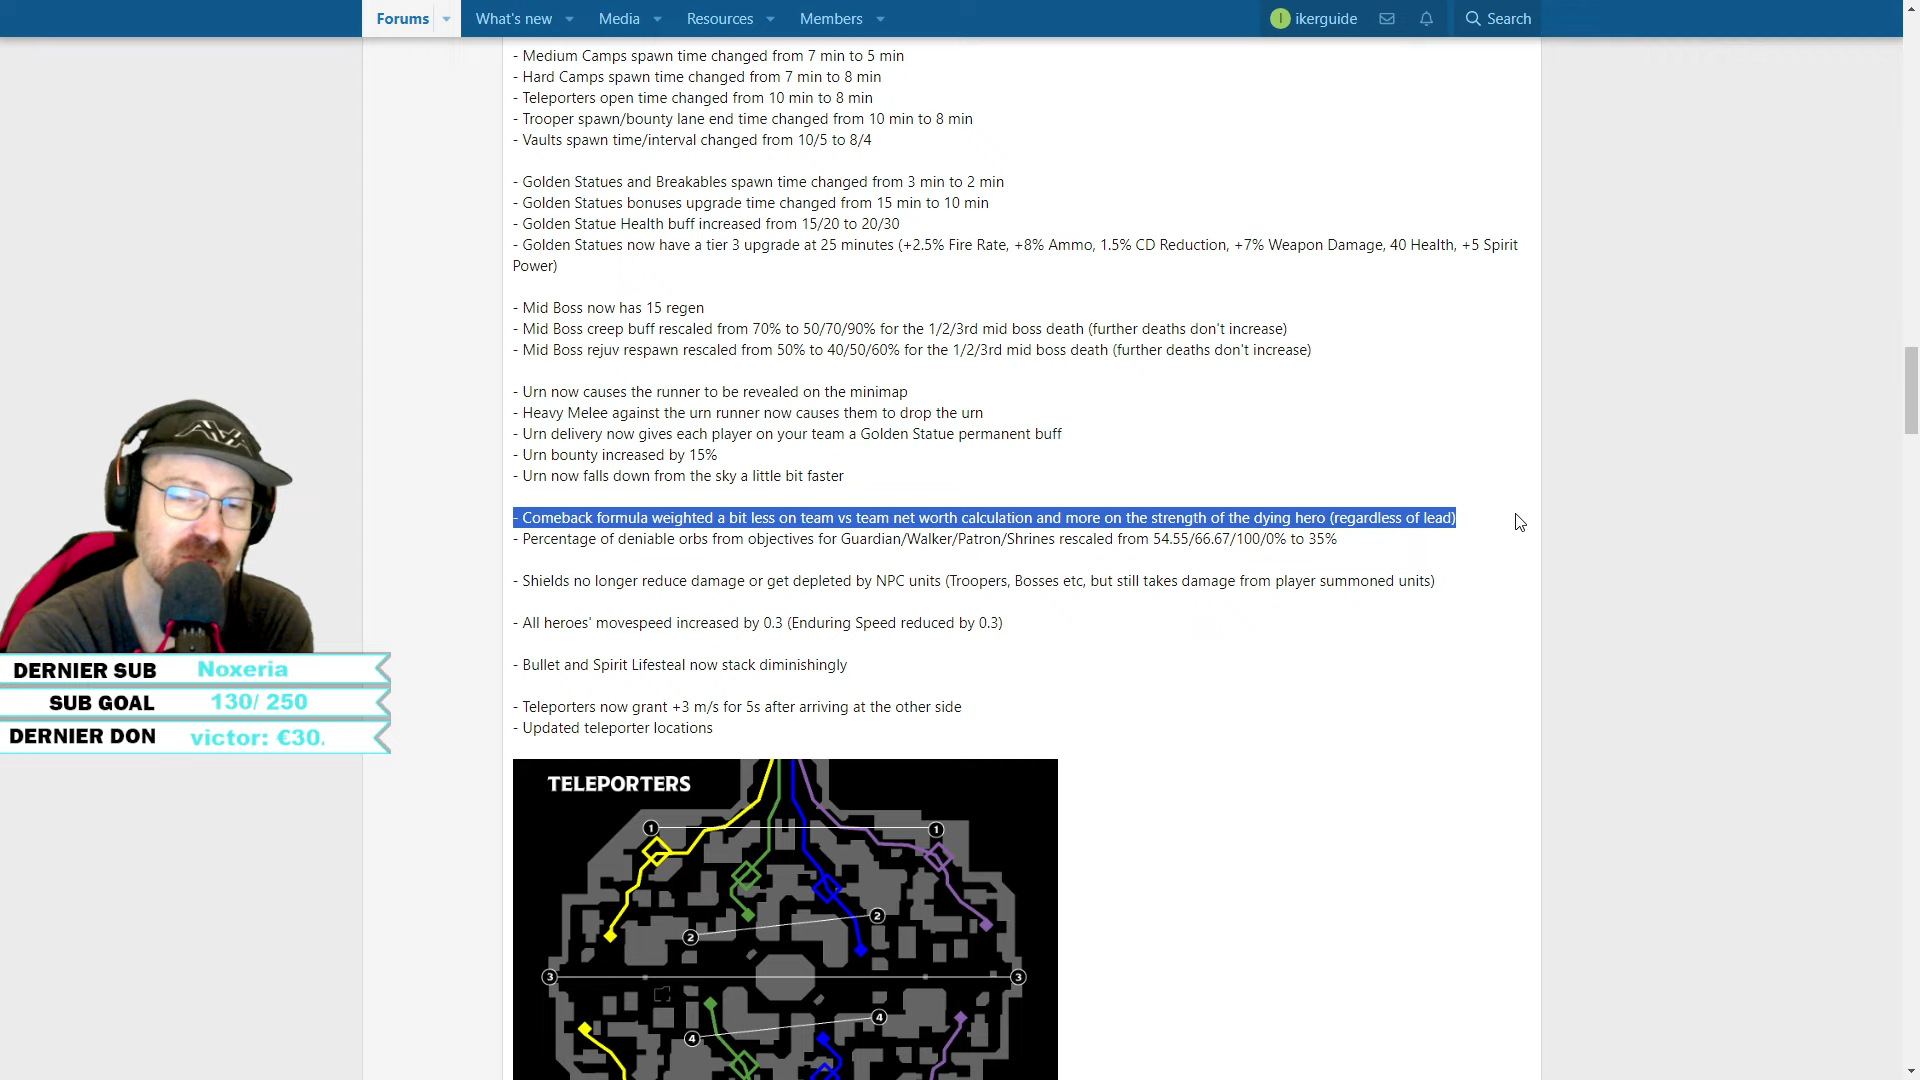 Forums
What's new
Media
Resources
Members
I ikerguide
Search
- Medium Camps spawn time changed from 7 min to 5 min
- Hard Camps spawn time changed from 7 min to 8 min
- Teleporters open time changed from 10 min to 8 min
- Trooper spawn/bounty lane end time changed from 10 min to 8 min
- Vaults spawn time/interval changed from 10/5 to 8/4
- Golden Statues and Breakables spawn time changed from 3 min to 2 min
- Golden Statues bonuses upgrade time changed from 15 min to 10 min
- Golden Statue Health buff increased from 15/20 to 20/30
- Golden Statues now have a tier 3 upgrade at 25 minutes (+2.5% Fire Rate, +8% Ammo, 1.5% CD Reduction, +7% Weapon Damage, 40 Health, +5 Spirit
Power)
- Mid Boss now has 15 regen
- Mid Boss creep buff rescaled from 70% to 50/70/90% for the 1/2/3rd mid boss death (further deaths don't increase)
- Mid Boss rejuv respawn rescaled from 50% to 40/50/60% for the 1/2/3rd mid boss death (further deaths don't increase)
- Urn now causes the runner to be revealed on the minimap
- Heavy Melee against the urn runner now causes them to drop the urn
- Urn delivery now gives each player on your team a Golden Statue permanent buff
- Urn bounty increased by 15%
- Urn now falls down from the sky a little bit faster
- Comeback formula weighted a bit less on team vs team net worth calculation and more on the strength of the dying hero (regardless of lead)
- Percentage of deniable orbs from objectives for Guardian/Walker/Patron/Shrines rescaled from 54.55/66.67/100/0% to 35%
- Shields no longer reduce damage or get depleted by NPC units (Troopers, Bosses etc, but still takes damage from player summoned units)
- All heroes' movespeed increased by 0.3 (Enduring Speed reduced by 0.3)
- Bullet and Spirit Lifesteal now stack diminishingly
- Teleporters now grant +3 m/s for 5s after arriving at the other side
- Updated teleporter locations
DERNIER SUB Noxeria
SUB GOAL 130/ 250
DERNIER DON victor: €30.
TELEPORTERS
1 1
2 2
3 3
4 4